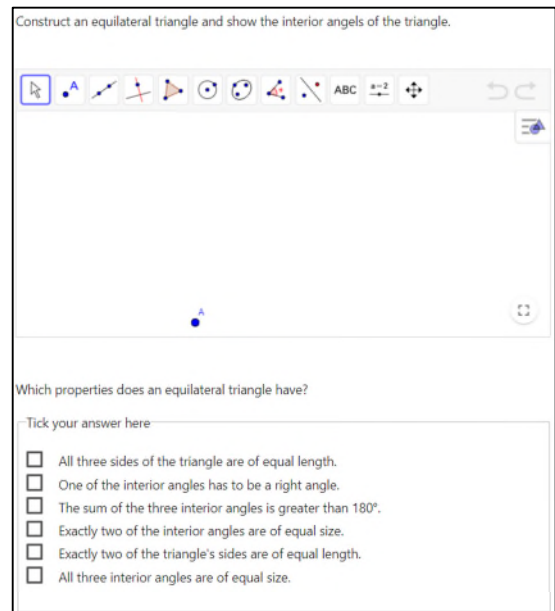 Construct an equilateral triangle and show the interior angels of the triangle.
A
ABC
a=2
A
Which properties does an equilateral triangle have?
Tick your answer here
All three sides of the triangle are of equal length.
One of the interior angles has to be a right angle.
The sum of the three interior angles is greater than 180°.
Exactly two of the interior angles are of equal size.
Exactly two of the triangle's sides are of equal length.
All three interior angles are of equal size.